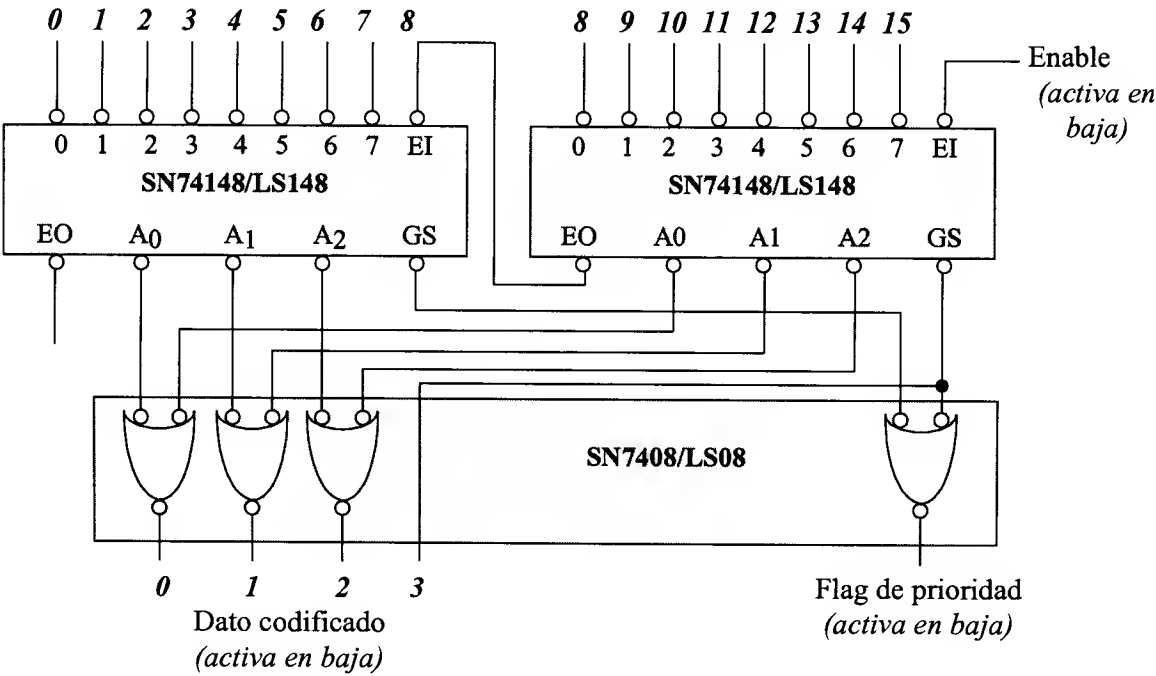 0 1 2 3 4 5 6 7 8
8 9 10 11 12 13 14 15
Enable
(activa en
baja)
0 1 2 3 4 5 6 7 EI
SN74148/LS148
EO A0 A1 A2 GS
0 1 2 3 4 5 6 7 EI
SN74148/LS148
EO A0 A1 A2 GS
SN7408/LS08
0 1 2 3
Dato codificado
(activa en baja)
Flag de prioridad
(activa en baja)